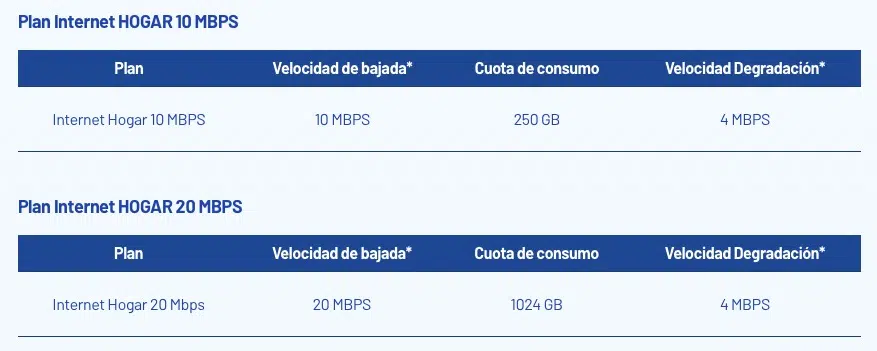 Plan Internet HOGAR 10 MBPS
Plan Velocidad de bajada* Cuota de consumo Velocidad Degradación*
Internet Hogar 10 MBPS 10 MBPS 250 GB 4 MBPS
Plan Internet HOGAR 20 MBPS
Plan Velocidad de bajada* Cuota de consumo Velocidad Degradación*
Internet Hogar 20 Mbps 20 MBPS 1024 GB 4 MBPS